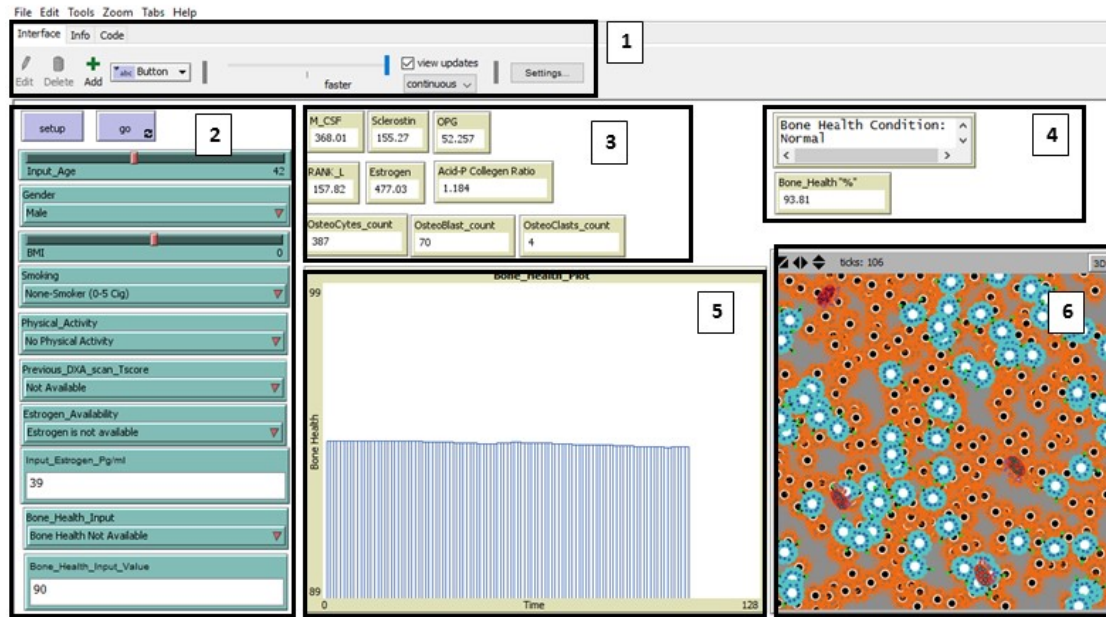 File Edit Tools Zoom Tabs Help
Interface Info Code
1
Edit Delete Add abc Button faster view updates continuous Settings...
setup go 2
Input_Age 42
Gender
Male
BMI 0
Smoking
None-Smoker (0-5 Cig)
Physical_Activity
No Physical Activity
Previous_DXA_scan_Tscore
Not Available
Estrogen_Availability
Estrogen is not available
Input_Estrogen_Pg/ml
39
Bone_Health_Input
Bone Health Not Available
Bone_Health_Input_Value
90
M_CSF Sclerostin OPG
368.01 155.27 52.257
3
RANK_L Estrogen Acid-P Collegen Ratio
157.82 477.03 1.184
OsteoCytes_count OsteoBlast_count OsteoClasts_count
387 70 4
Bone Health Condition:
Normal
4
Bone_Health "%"
93.81
Bone_Health_Plot
99
5
Bone Health
89
0 Time 128
ticks: 106 3D
6